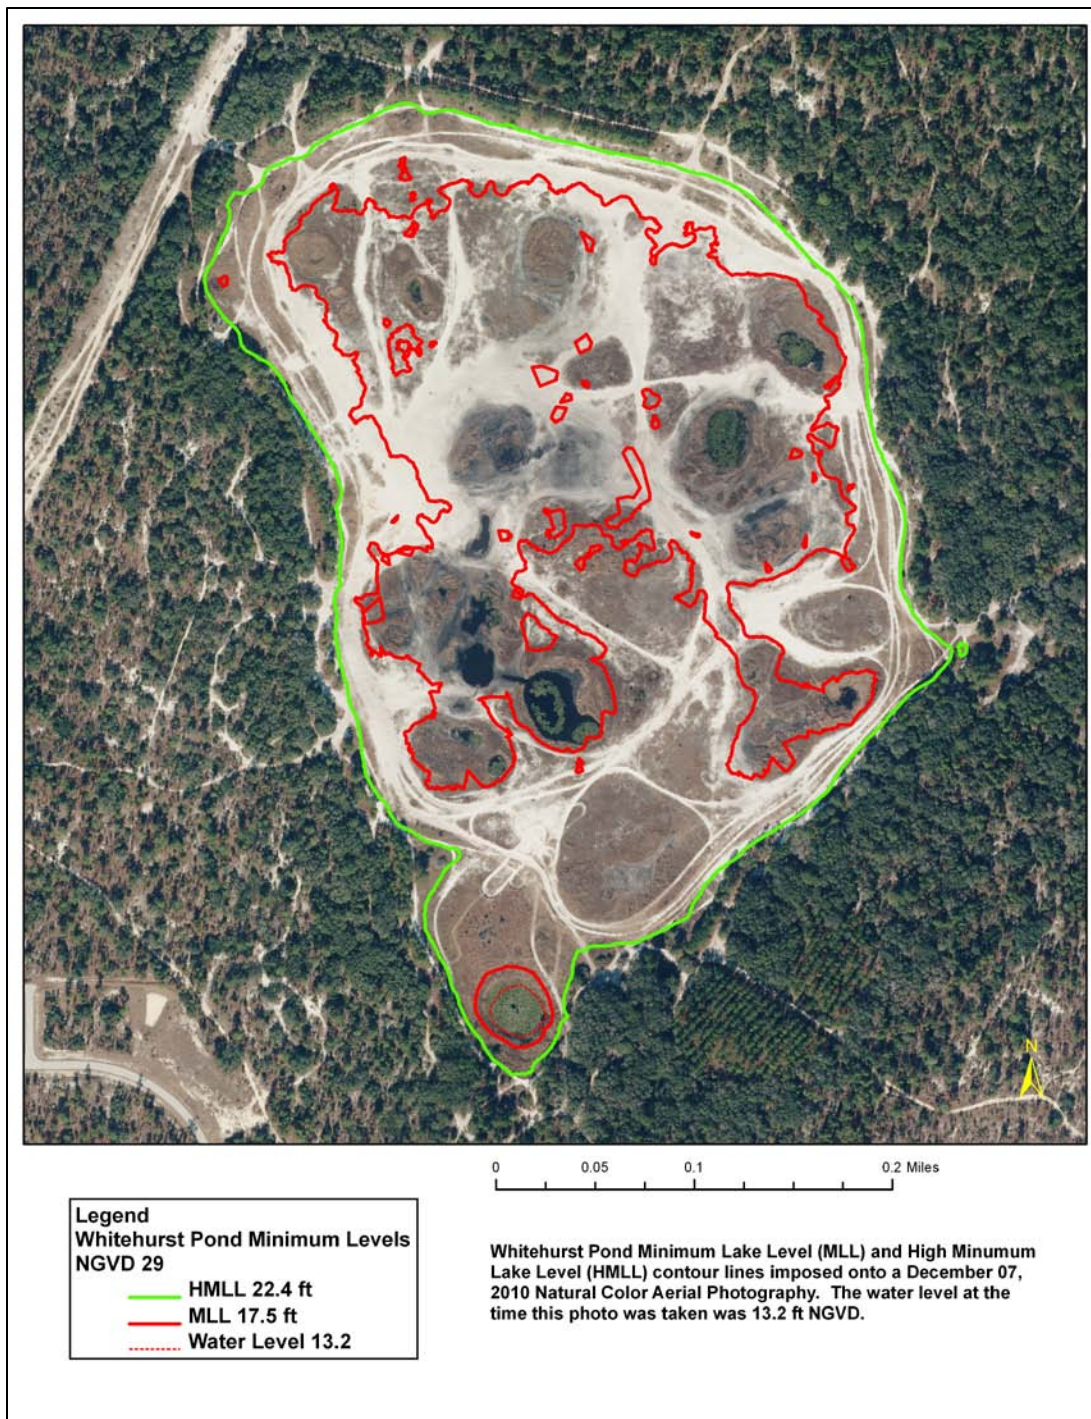 N
0 0.05 0.1 0.2 Miles
Legend
Whitehurst Pond Minimum Levels
NGVD 29
HMLL 22.4 ft
MLL 17.5 ft
Water Level 13.2
Whitehurst Pond Minimum Lake Level (MLL) and High Minumum
Lake Level (HMLL) contour lines imposed onto a December 07,
2010 Natural Color Aerial Photography. The water level at the
time this photo was taken was 13.2 ft NGVD.